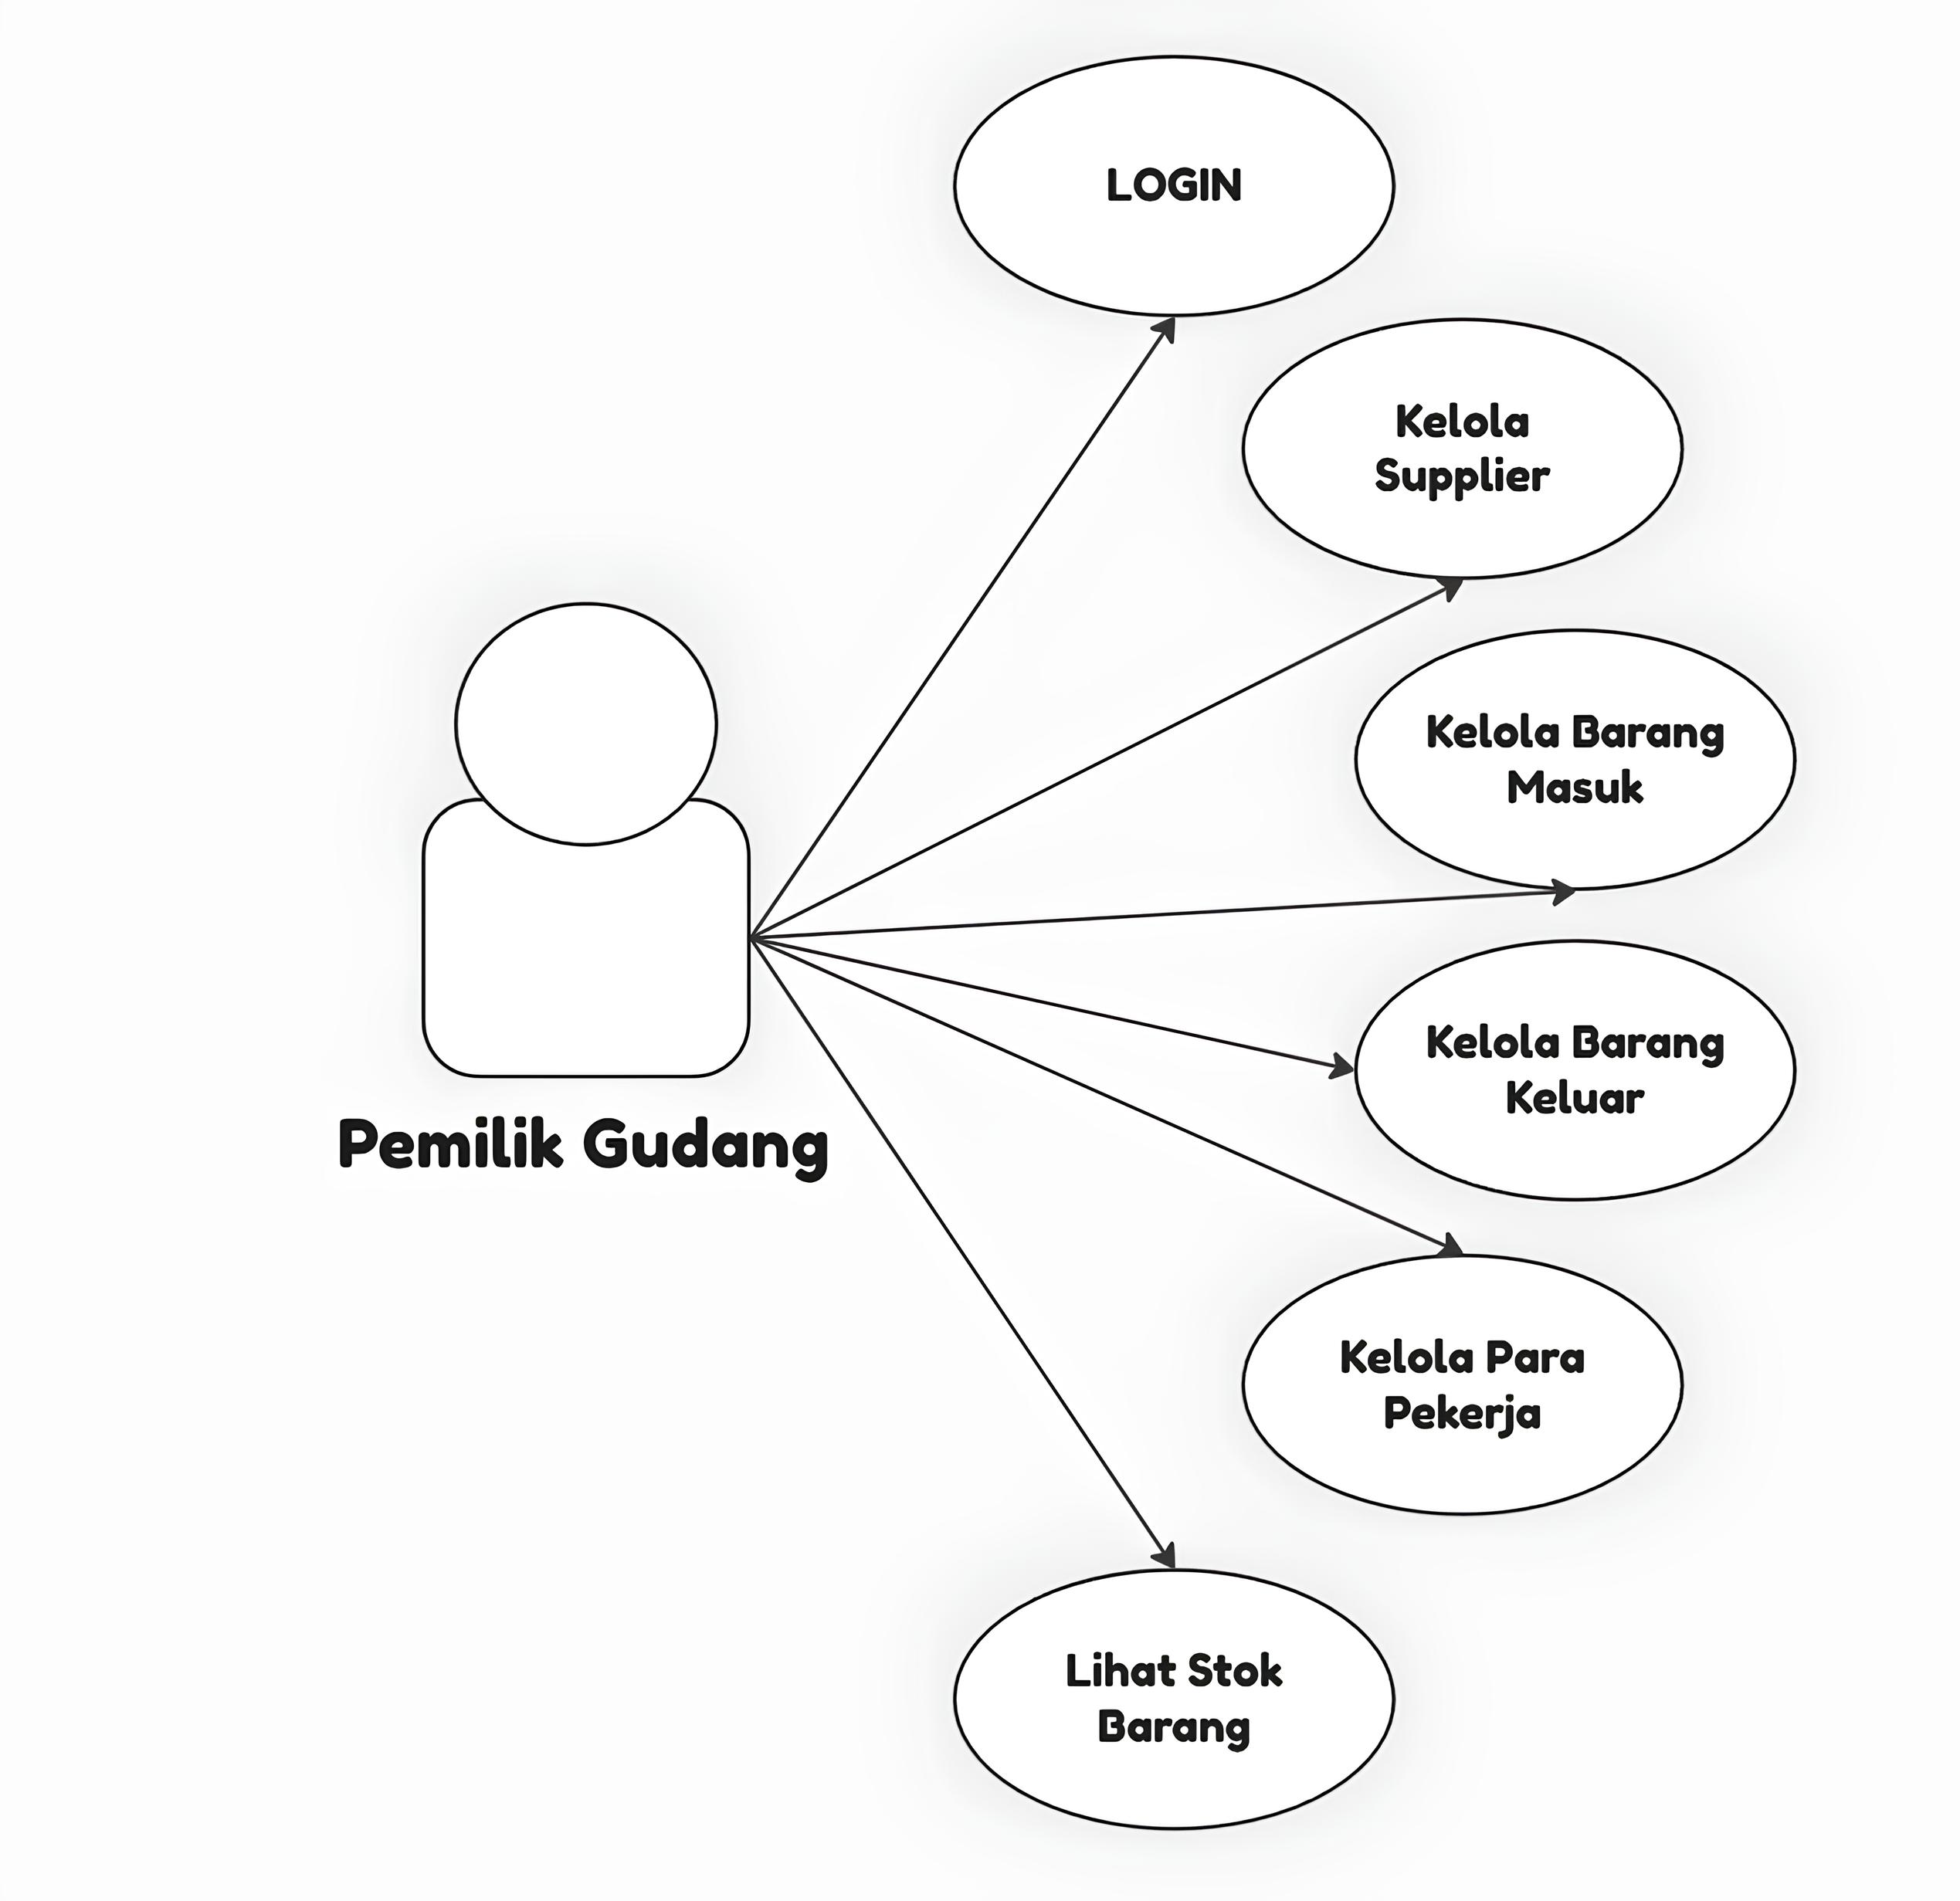 LOGIN
Kelola
Supplier
Kelola Barang
Masuk
Kelola Barang
Keluar
Pemilik Gudang
Kelola Para
Pekerja
Lihat Stok
Barang